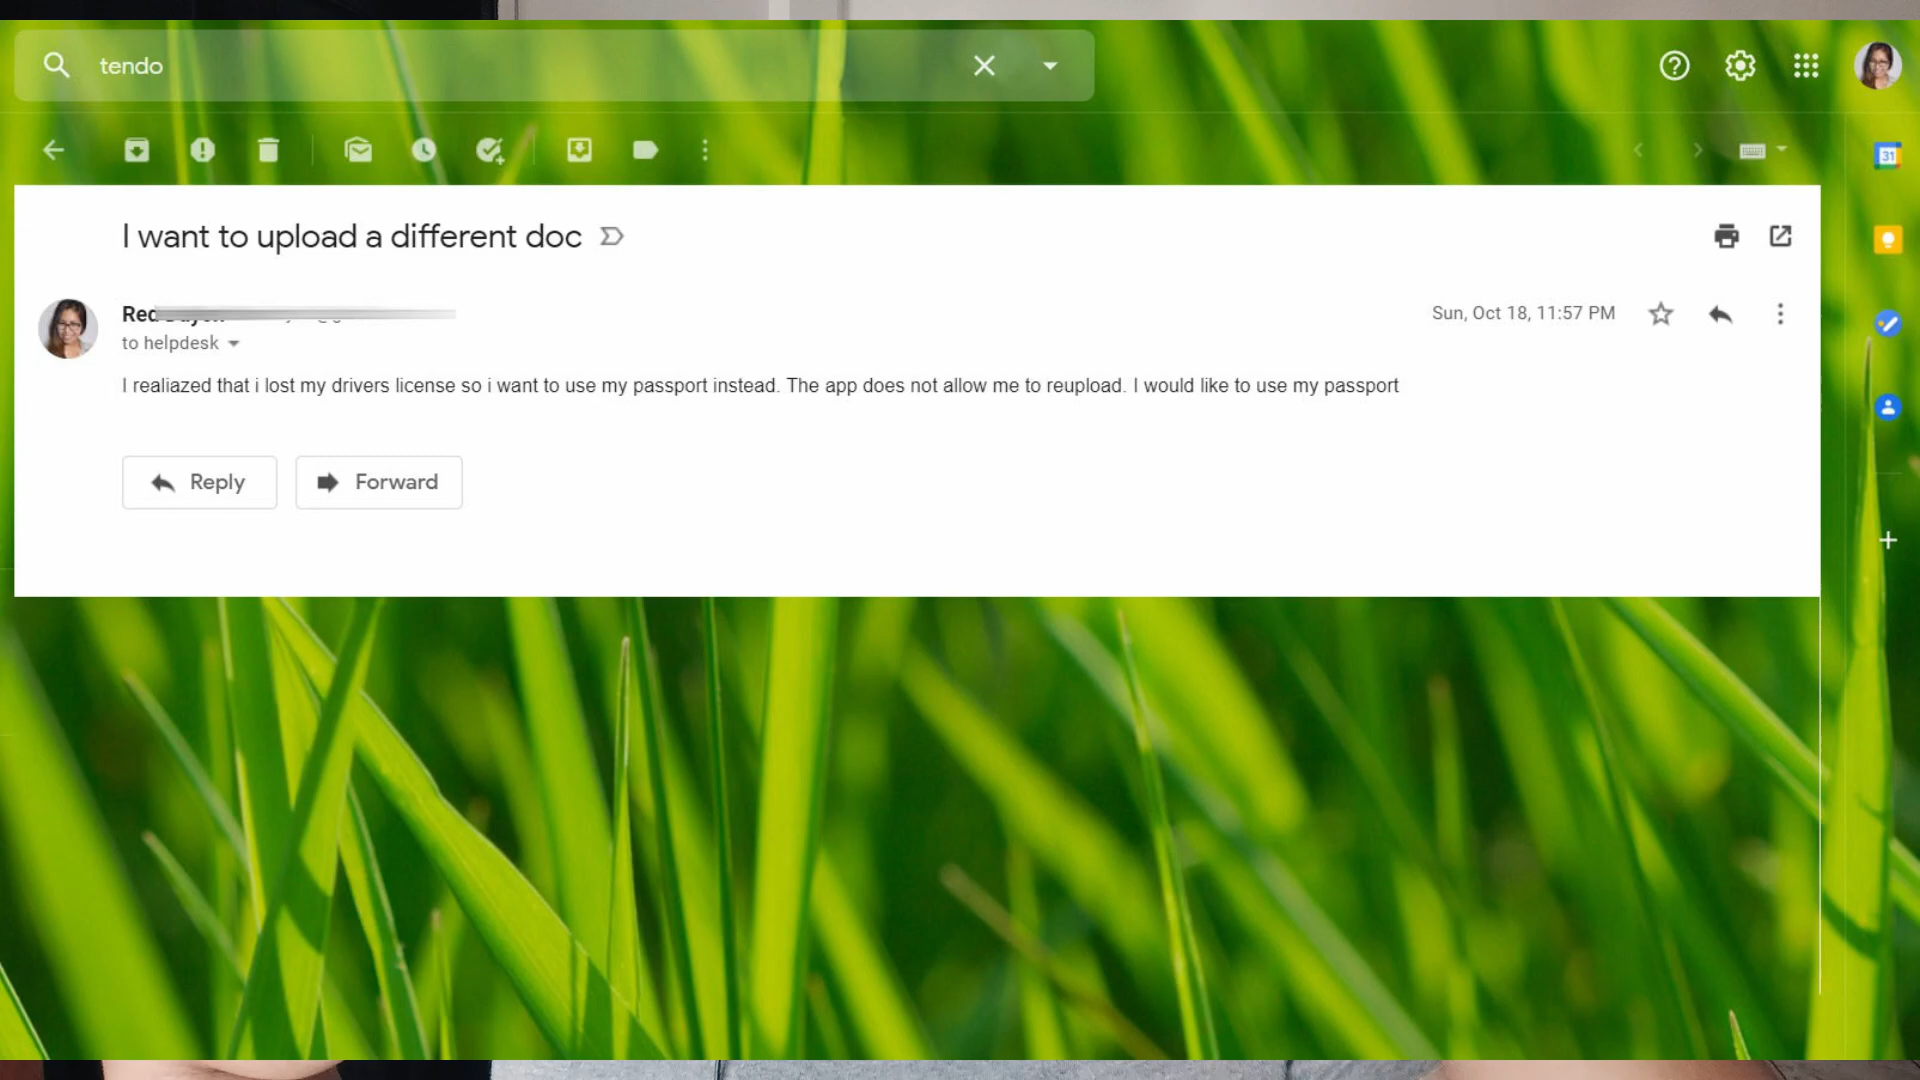 tendo
31
I want to upload a different doc
Sun, Oct 18, 11:57 PM
to helpdesk
I realiazed that i lost my drivers license so i want to use my passport instead. The app does not allow me to reupload. I would like to use my passport
Reply
Forward